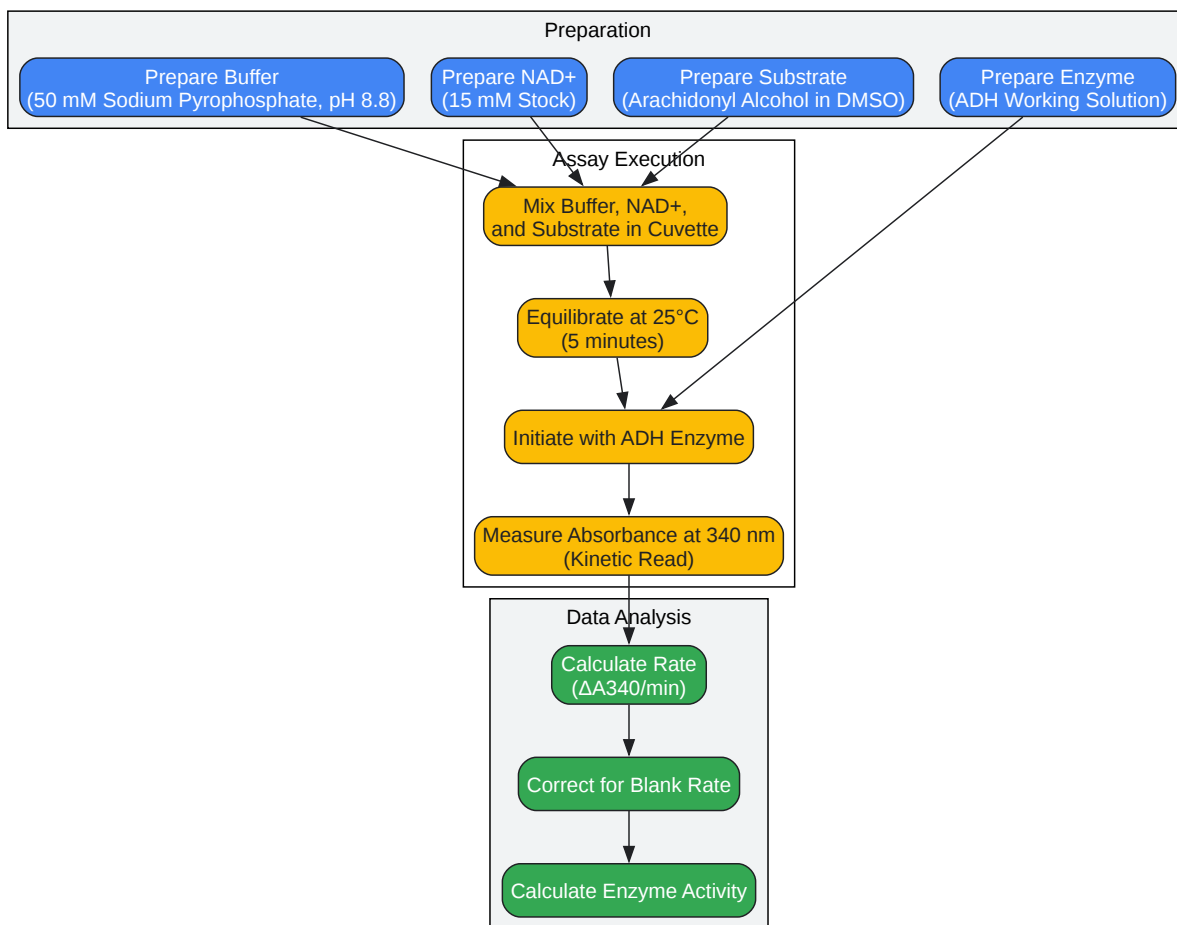 Preparation
Prepare Buffer
(50 mM Sodium Pyrophosphate, pH 8.8)
Prepare NAD+
(15 mM Stock)
Prepare Substrate
(Arachidonyl Alcohol in DMSO)
Prepare Enzyme
(ADH Working Solution)
Assay Execution
Mix Buffer, NAD+,
and Substrate in Cuvette
Equilibrate at 25°C
(5 minutes)
Initiate with ADH Enzyme
Measure Absorbance at 340 nm
(Kinetic Read)
Data Analysis
Calculate Rate
(ΔA340/min)
Correct for Blank Rate
Calculate Enzyme Activity